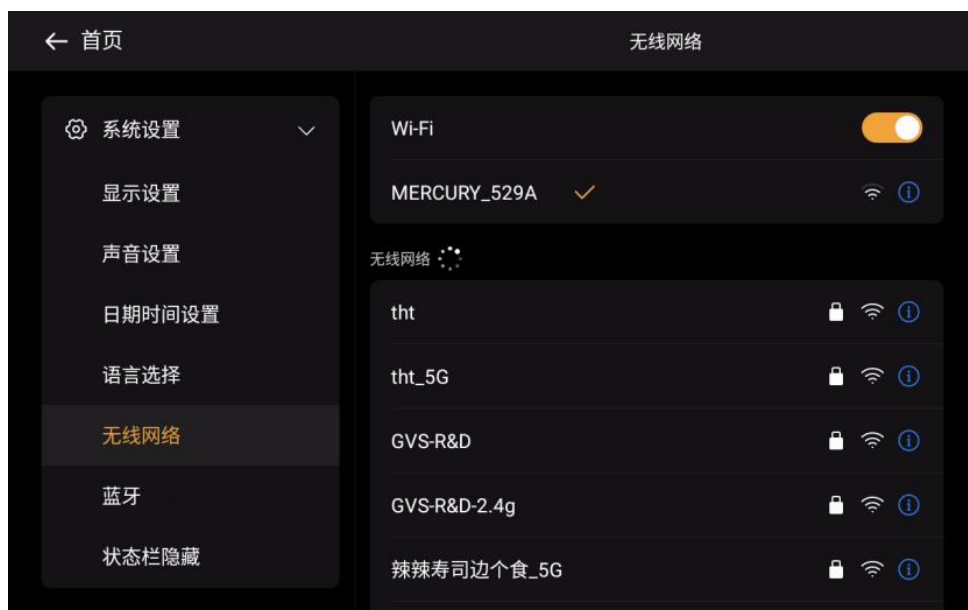 首页
无线网络
系统设置
显示设置
声音设置
日期时间设置
语言选择
无线网络
蓝牙
状态栏隐藏
Wi-Fi
MERCURY_529A
无线网络
tht
tht_5G
GVS-R&D
GVS-R&D-2.4g
辣辣寿司边个食_5G